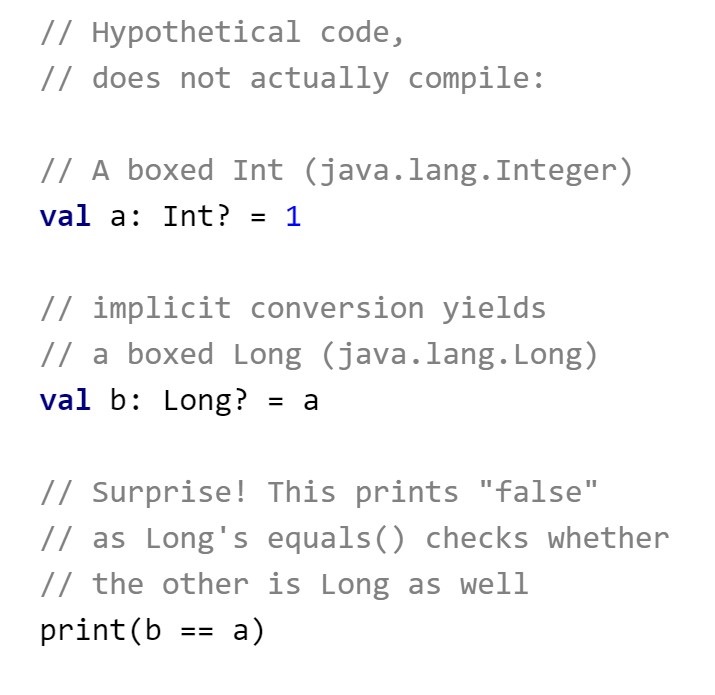 // Hypothetical code,
// does not actually compile:
// A boxed Int (java.lang.Integer)
val a: Int? = 1
// implicit conversion yields
// a boxed Long (java.lang.Long)
val b: Long? = a
// Surprise! This prints "false"
// as Long's equals() checks whether
// the other is Long as well
print(b == a)